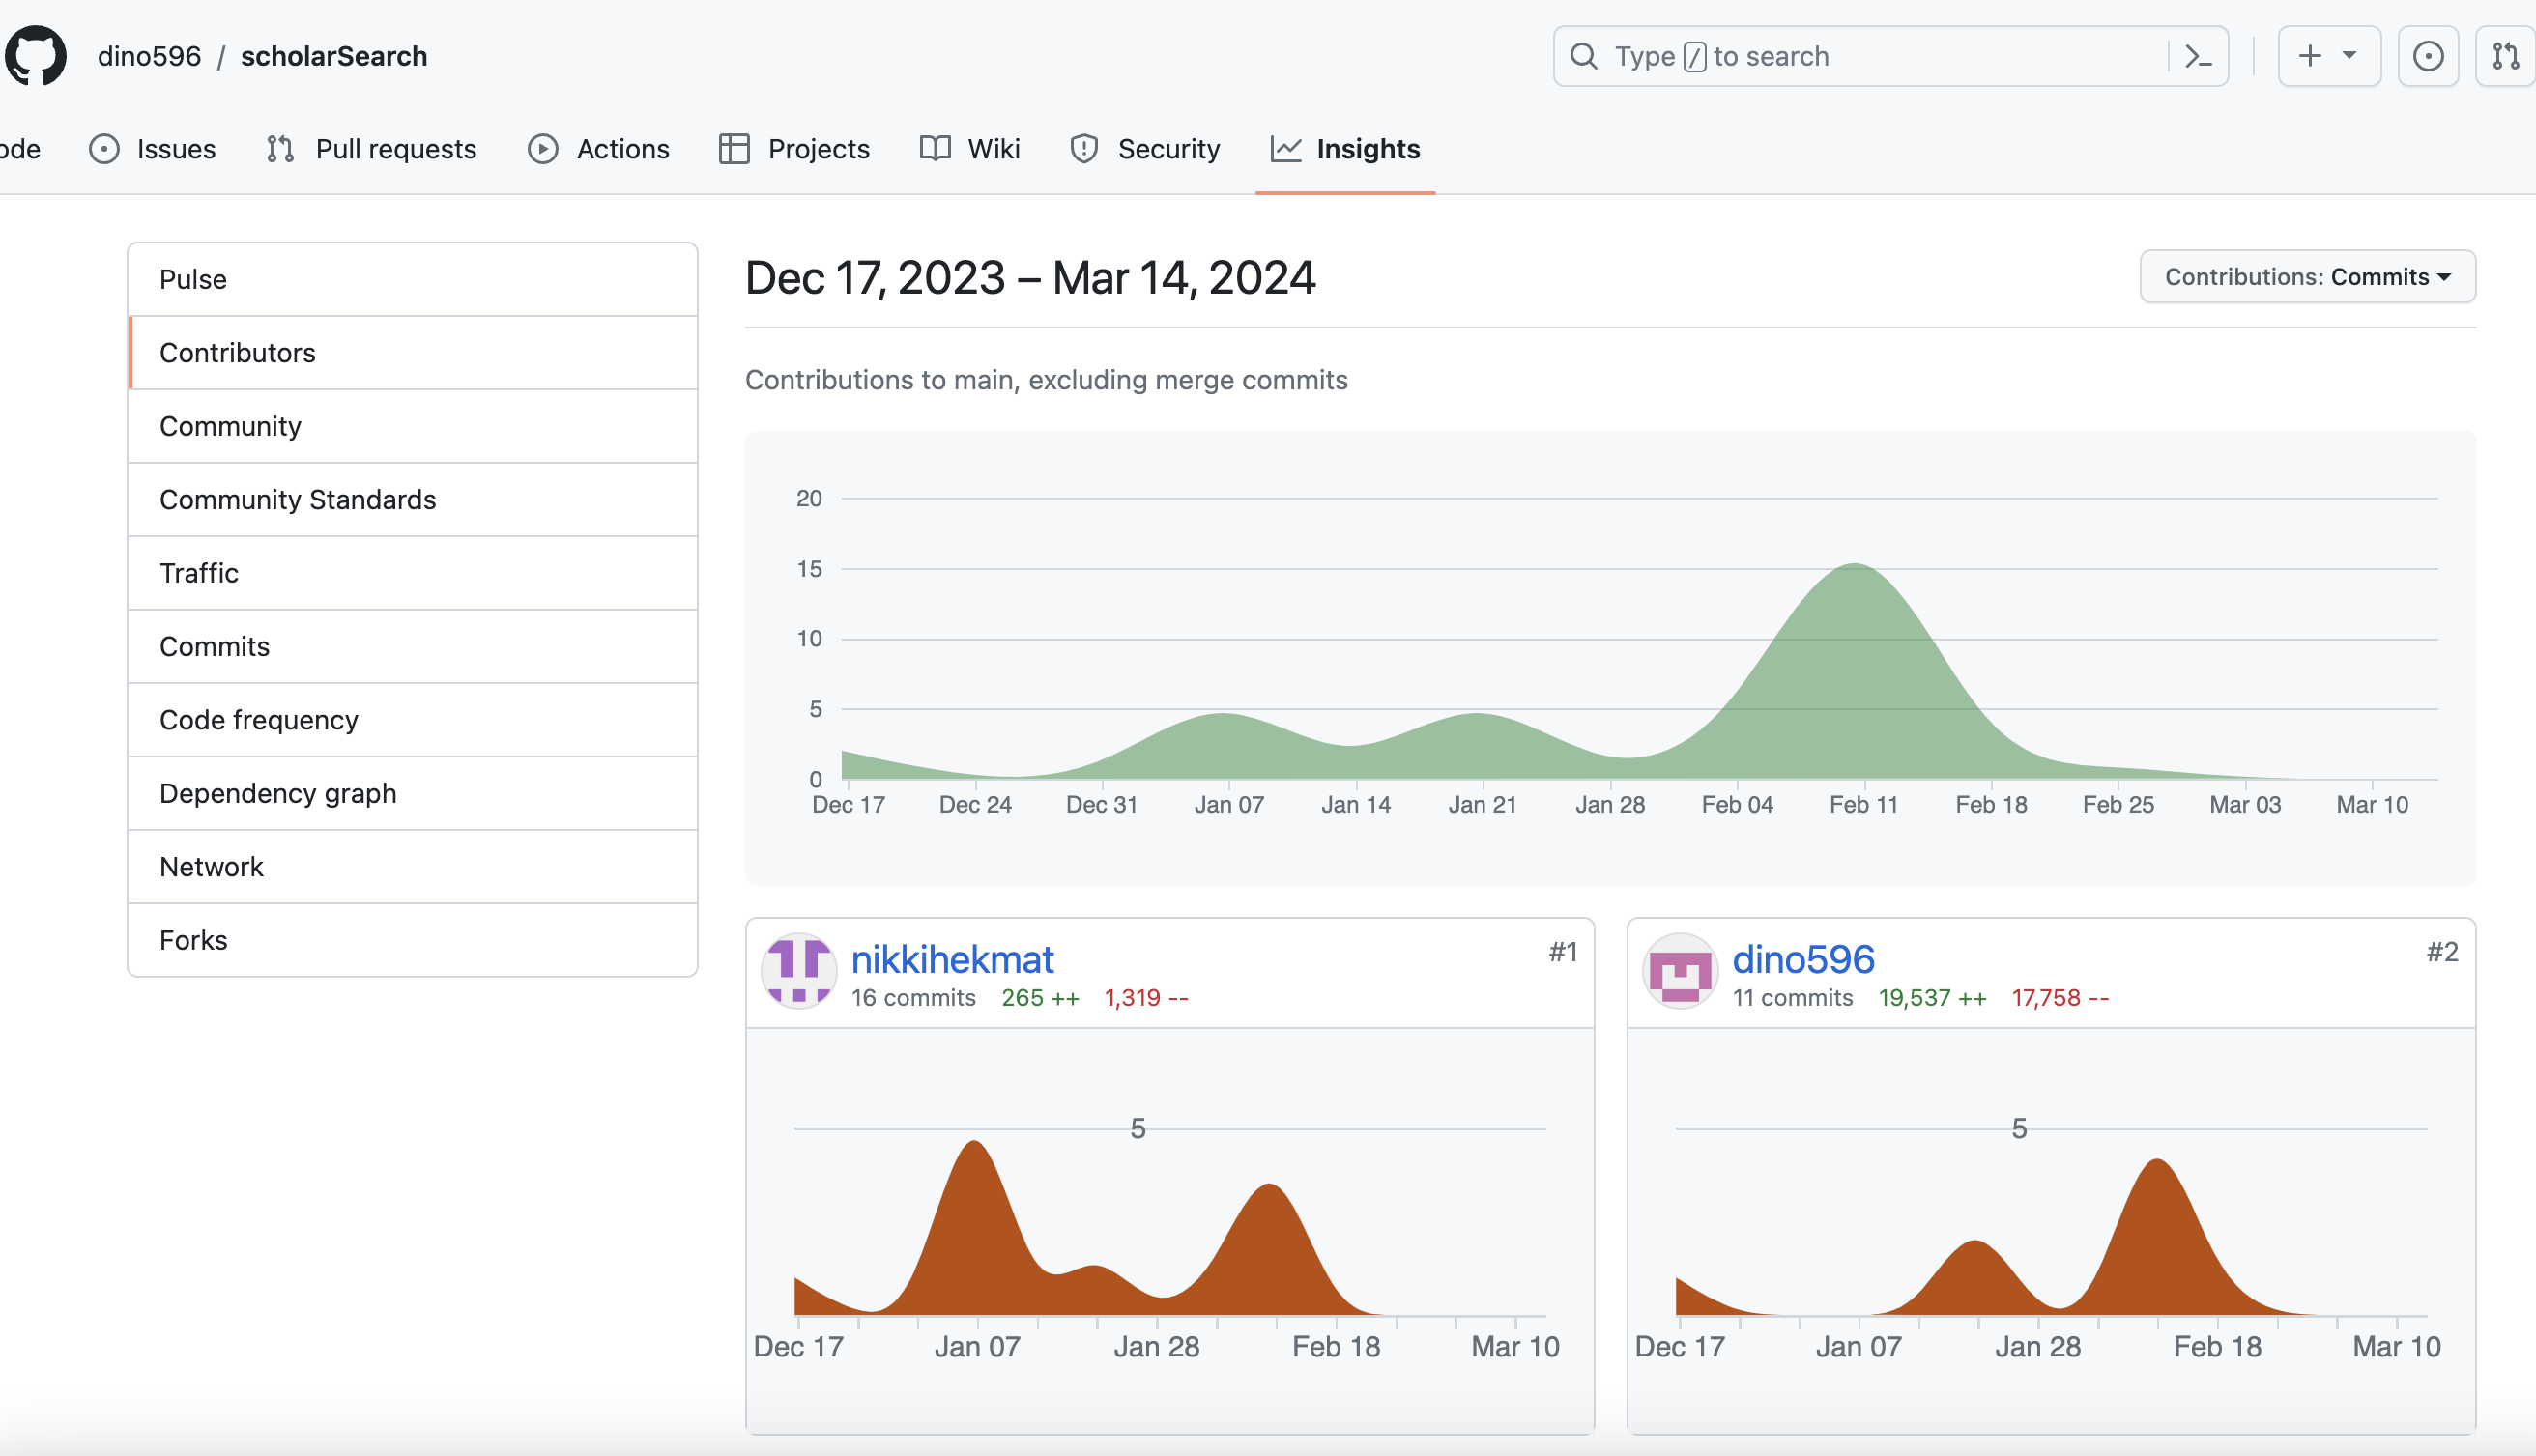 dino596 / scholarSearch
Type / to search
ode Issues Pull requests Actions Projects Wiki Security Insights
Pulse
Contributors
Community
Community Standards
Traffic
Commits
Code frequency
Dependency graph
Network
Forks
Dec 17, 2023 – Mar 14, 2024
Contributions: Commits
Contributions to main, excluding merge commits
20
15
10
5
0
Dec 17 Dec 24 Dec 31 Jan 07 Jan 14 Jan 21 Jan 28 Feb 04 Feb 11 Feb 18 Feb 25 Mar 03 Mar 10
nikkihekmat #1
16 commits 265 ++ 1,319 --
5
Dec 17 Jan 07 Jan 28 Feb 18 Mar 10
dino596 #2
11 commits 19,537 ++ 17,758 --
5
Dec 17 Jan 07 Jan 28 Feb 18 Mar 10